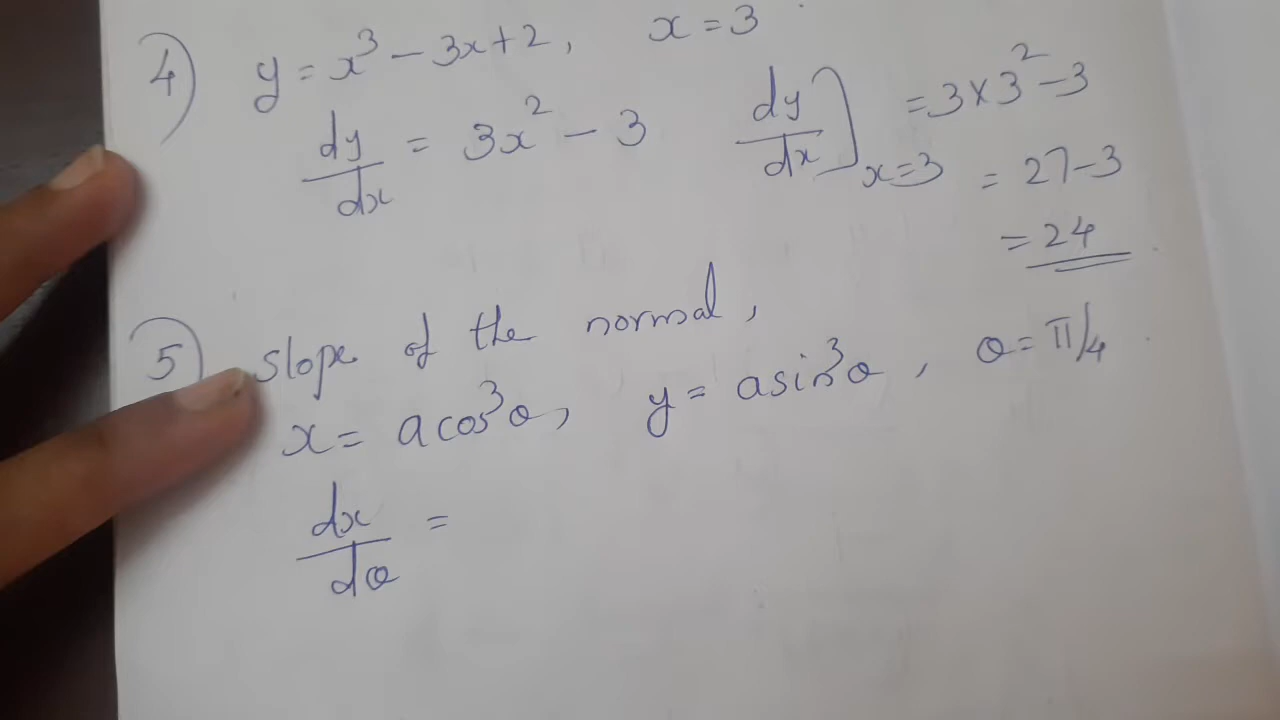 4) y = x³ - 3x + 2, x = 3
dy/dx = 3x² - 3 dy/dx]x=3 = 3×3² - 3
= 27 - 3
= 24
5) slope of the normal,
x = a cos³θ, y = a sin³θ, θ = π/4
dx/dθ =